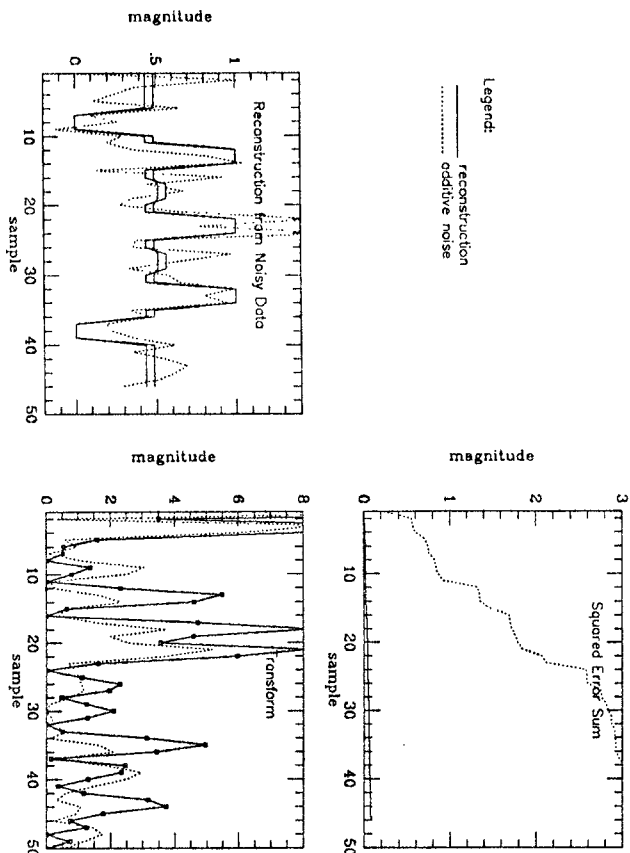 Legend:
reconstruction
additive noise
Squared Error Sum
magnitude
0 1 2 3
10 20 30 40 50
sample
Reconstruction from Noisy Data
magnitude
0 .5 1
10 20 30 40 50
sample
Transform
magnitude
0 2 4 6 8
10 20 30 40 50
sample